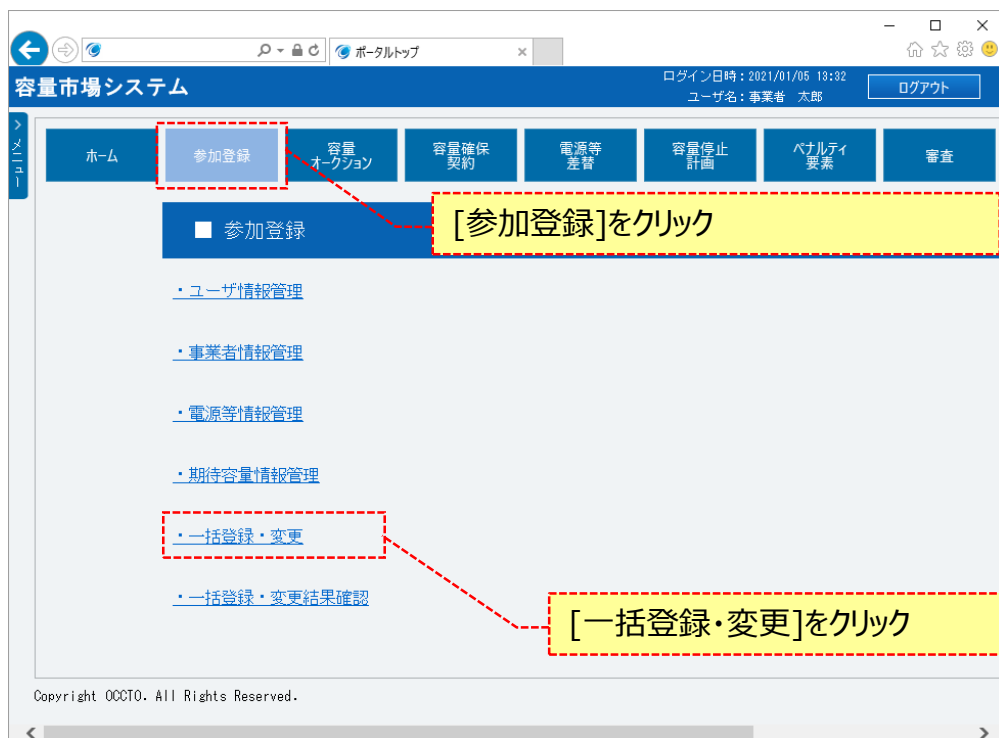 ポータルトップ
容量市場システム
ログイン日時：2021/01/05 13:32
ユーザ名：事業者 太郎
ログアウト
>メニュー
ホーム
参加登録
容量
オークション
容量確保
契約
電源等
差替
容量停止
計画
ペナルティ
要素
審査
[参加登録]をクリック
■ 参加登録
・ユーザ情報管理
・事業者情報管理
・電源等情報管理
・期待容量情報管理
・一括登録・変更
・一括登録・変更結果確認
[一括登録・変更]をクリック
Copyright OCCTO. All Rights Reserved.